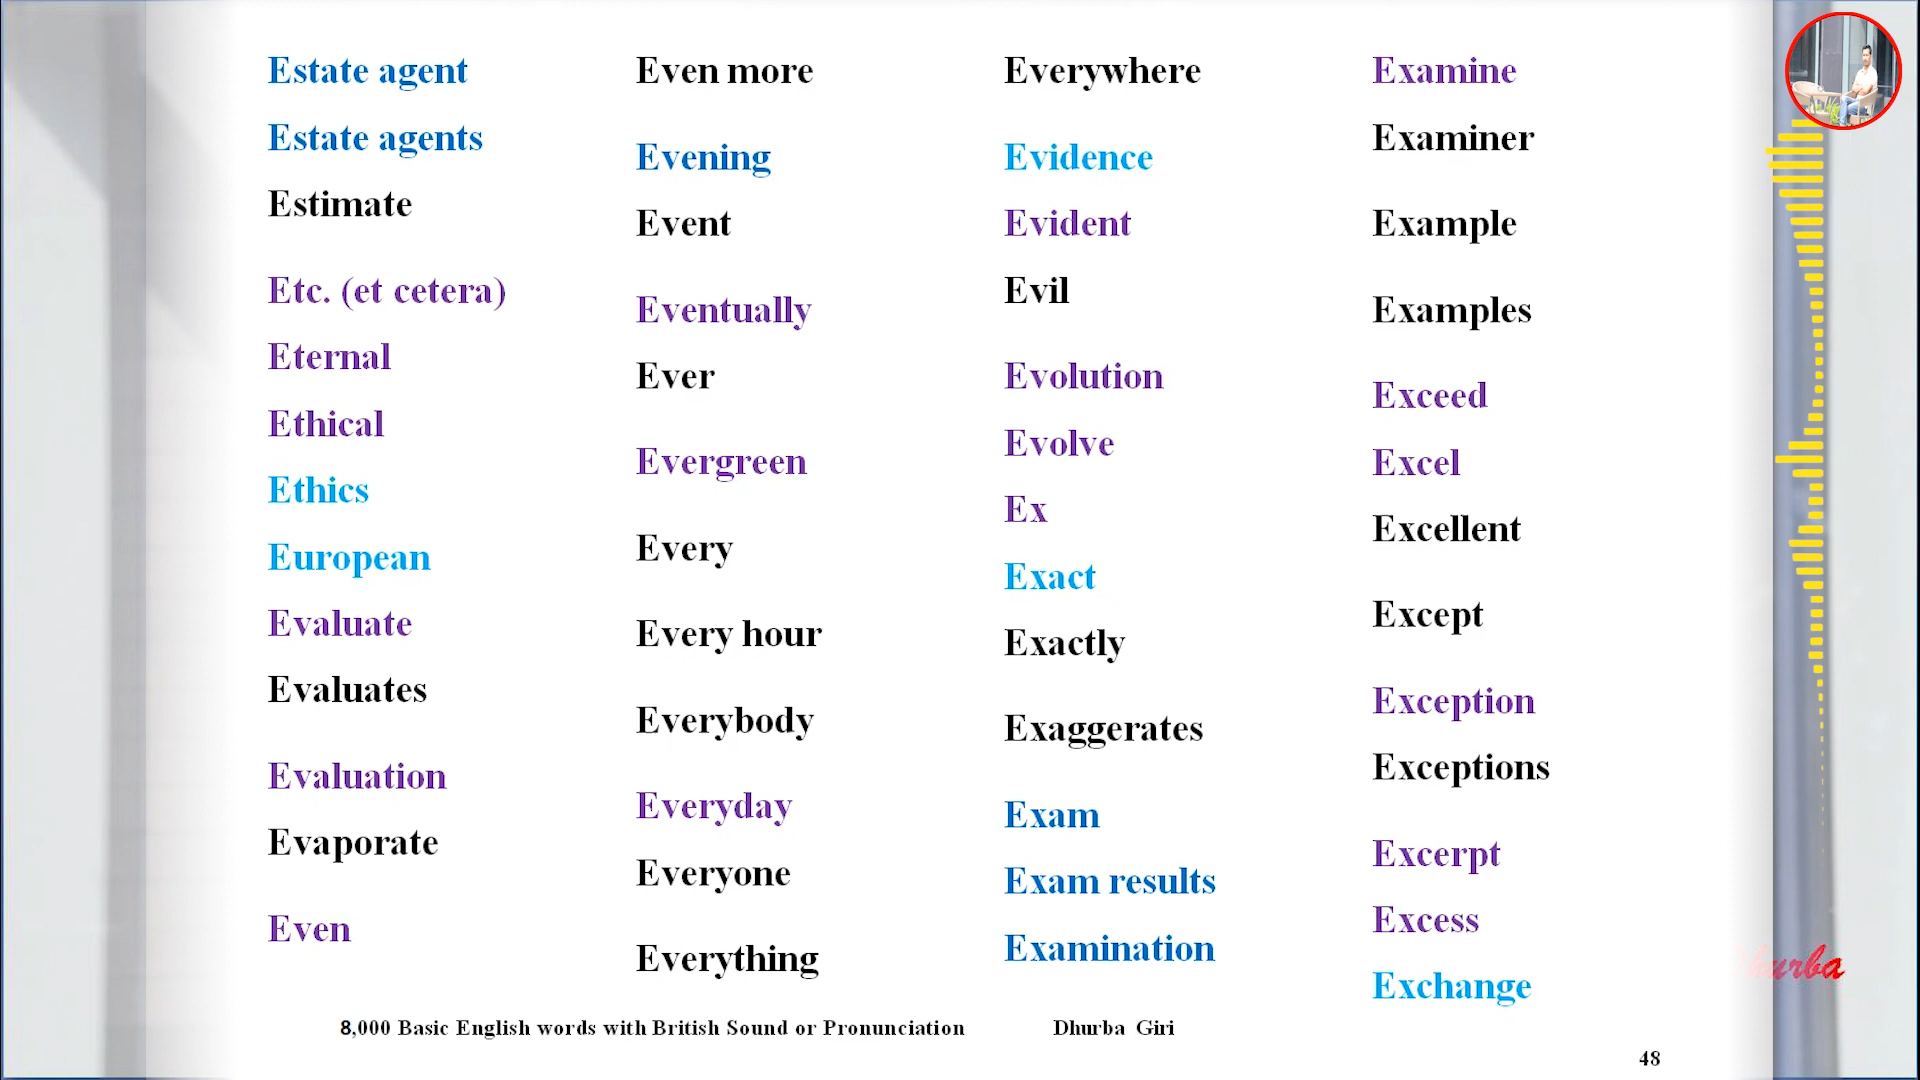 Estate agent
Estate agents
Estimate
Etc. (et cetera)
Eternal
Ethical
Ethics
European
Evaluate
Evaluates
Evaluation
Evaporate
Even
Even more
Evening
Event
Eventually
Ever
Evergreen
Every
Every hour
Everybody
Everyday
Everyone
Everything
Everywhere
Evidence
Evident
Evil
Evolution
Evolve
Ex
Exact
Exactly
Exaggerates
Exam
Exam results
Examination
Examine
Examiner
Example
Examples
Exceed
Excel
Excellent
Except
Exception
Exceptions
Excerpt
Excess
Exchange
8,000 Basic English words with British Sound or Pronunciation Dhurba Giri
48